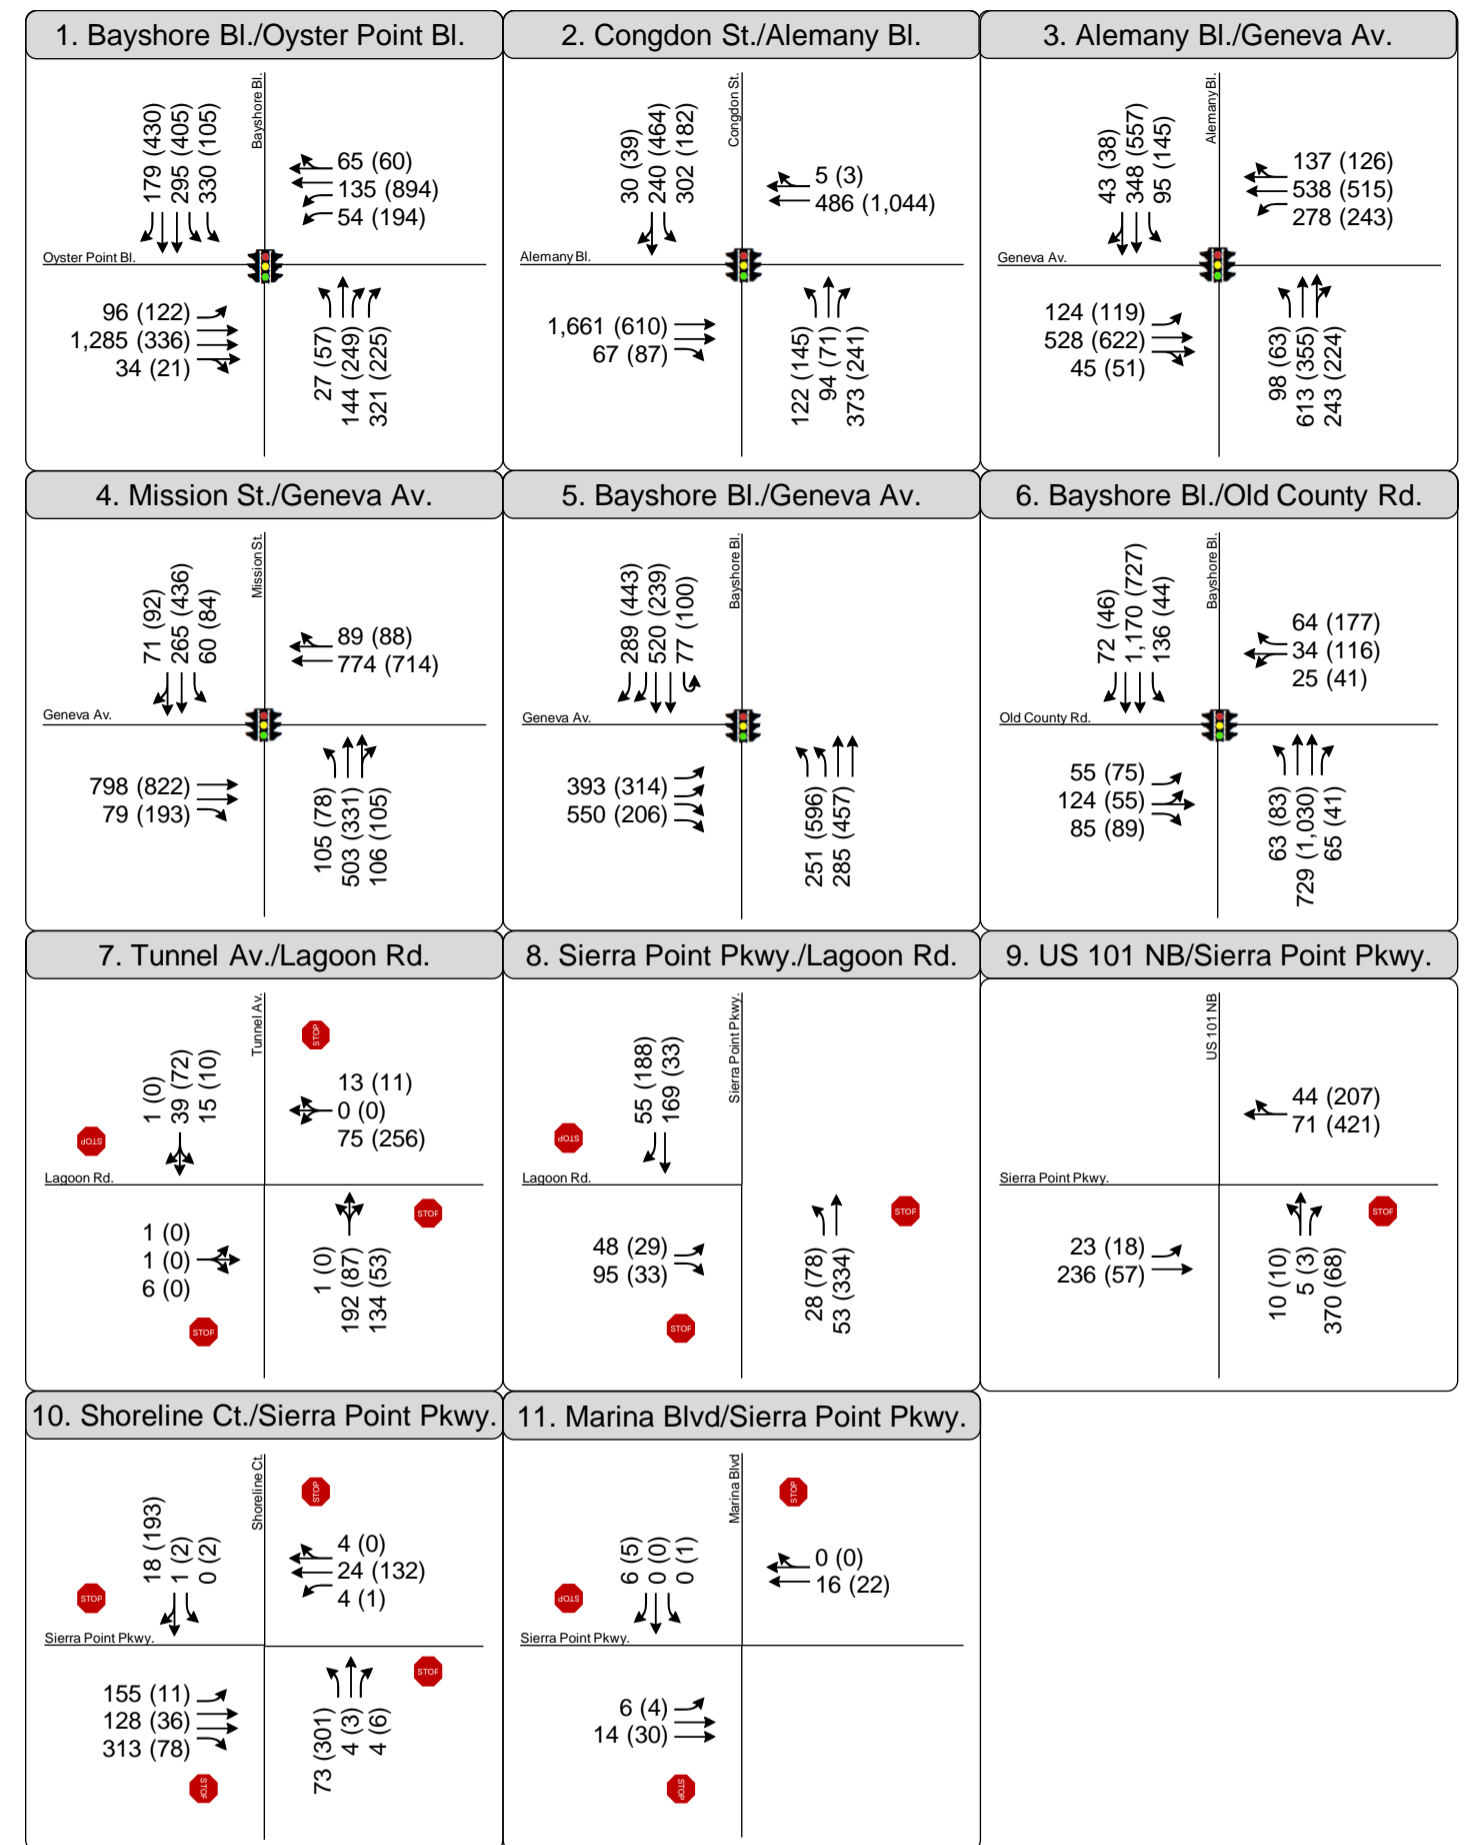 1. Bayshore Bl./Oyster Point Bl.
179 (430)
295 (405)
330 (105)
Bayshore Bl.
65 (60)
135 (894)
54 (194)
Oyster Point Bl.
96 (122)
1,285 (336)
34 (21)
27 (57)
144 (249)
321 (225)
2. Congdon St./Alemany Bl.
30 (39)
240 (464)
302 (182)
Congdon St.
5 (3)
486 (1,044)
Alemany Bl.
1,661 (610)
67 (87)
122 (145)
94 (71)
373 (241)
3. Alemany Bl./Geneva Av.
43 (38)
348 (557)
95 (145)
Alemany Bl.
137 (126)
538 (515)
278 (243)
Geneva Av.
124 (119)
528 (622)
45 (51)
98 (63)
613 (355)
243 (224)
4. Mission St./Geneva Av.
71 (92)
265 (436)
60 (84)
Mission St.
89 (88)
774 (714)
Geneva Av.
798 (822)
79 (193)
105 (78)
503 (331)
106 (105)
5. Bayshore Bl./Geneva Av.
289 (443)
520 (239)
77 (100)
Bayshore Bl.
Geneva Av.
393 (314)
550 (206)
251 (596)
285 (457)
6. Bayshore Bl./Old County Rd.
72 (46)
1,170 (727)
136 (44)
Bayshore Bl.
64 (177)
34 (116)
25 (41)
Old County Rd.
55 (75)
124 (55)
85 (89)
63 (83)
729 (1,030)
65 (41)
7. Tunnel Av./Lagoon Rd.
1 (0)
39 (72)
15 (10)
Tunnel Av.
STOP
13 (11)
0 (0)
75 (256)
STOP
Lagoon Rd.
STOP
1 (0)
1 (0)
6 (0)
1 (0)
192 (87)
134 (53)
STOP
8. Sierra Point Pkwy./Lagoon Rd.
55 (188)
169 (33)
Sierra Point Pkwy.
STOP
Lagoon Rd.
STOP
48 (29)
95 (33)
28 (78)
53 (334)
STOP
9. US 101 NB/Sierra Point Pkwy.
US 101 NB
44 (207)
71 (421)
Sierra Point Pkwy.
STOP
23 (18)
236 (57)
10 (10)
5 (3)
370 (68)
10. Shoreline Ct./Sierra Point Pkwy.
18 (193)
1 (2)
0 (2)
Shoreline Ct.
STOP
4 (0)
24 (132)
4 (1)
STOP
Sierra Point Pkwy.
STOP
155 (11)
128 (36)
313 (78)
73 (301)
4 (3)
4 (6)
STOP
11. Marina Blvd/Sierra Point Pkwy.
6 (5)
0 (0)
0 (1)
Marina Blvd
STOP
0 (0)
16 (22)
STOP
Sierra Point Pkwy.
6 (4)
14 (30)
STOP